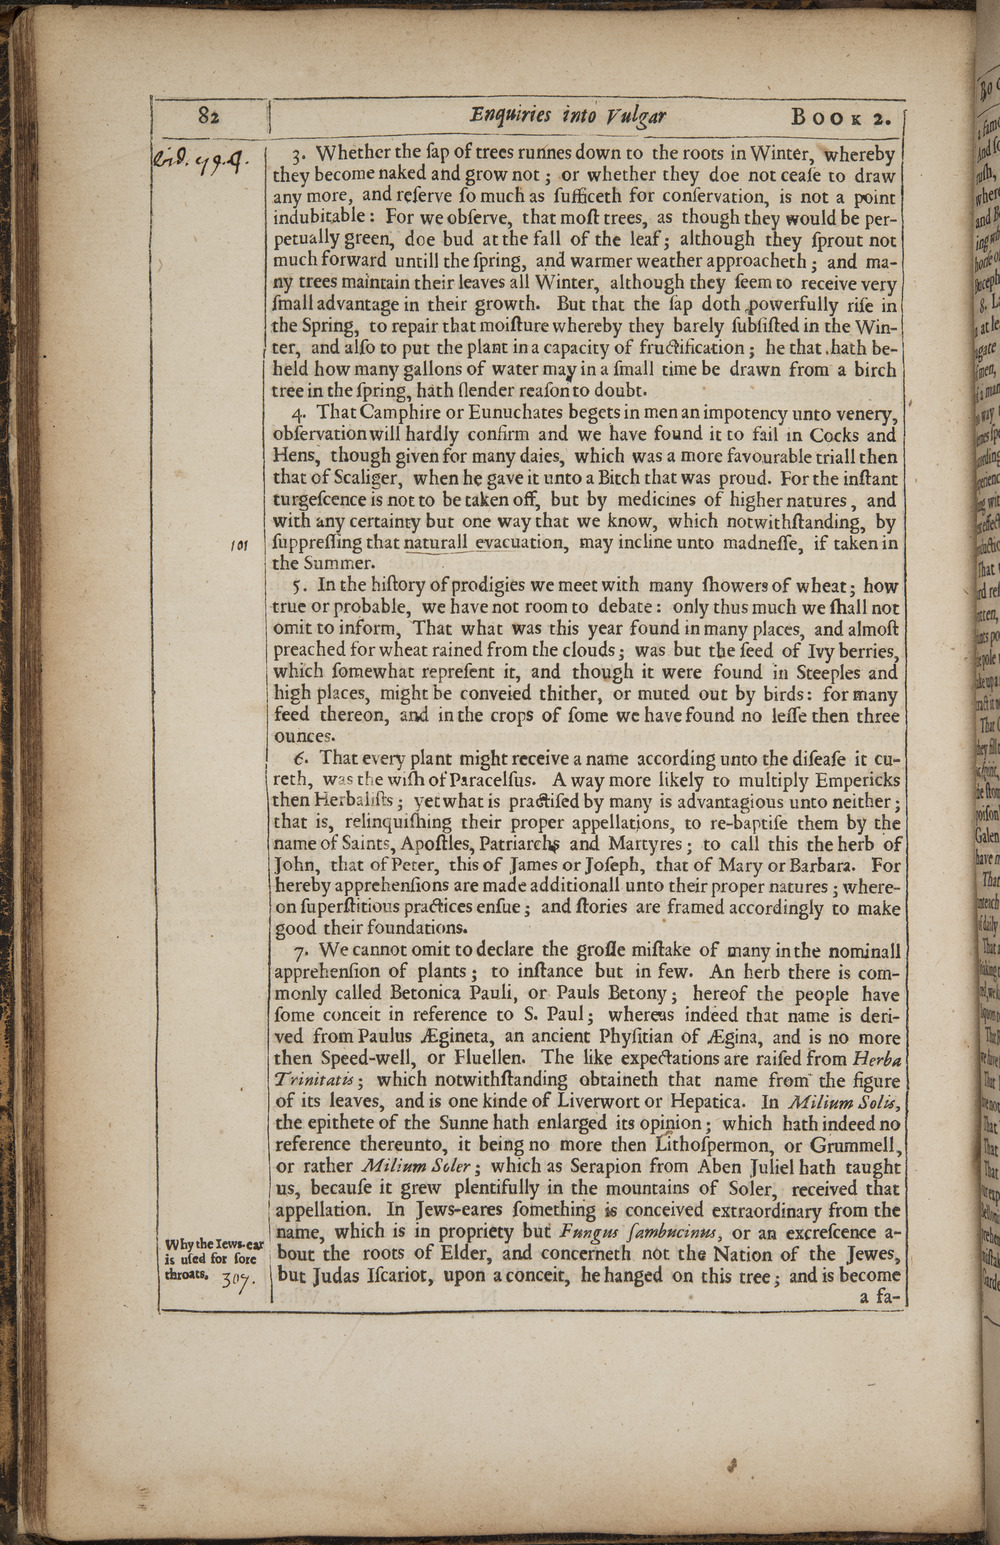 82 Enquiries into Vulgar BOOK 2.
3. Whether the ſap of trees runnes down to the roots in Winter, whereby
they become naked and grow not; or whether they doe not ceaſe to draw
any more, and reſerve ſo much as ſufficeth for conſervation, is not a point
indubitable: For we obſerve, that moſt trees, as though they would be per-
petually green, doe bud at the fall of the leaf; although they ſprout not
much forward untill the ſpring, and warmer weather approacheth; and ma-
ny trees maintain their leaves all Winter, although they ſeem to receive very
ſmall advantage in their growth. But that the ſap doth powerfully riſe in
the Spring, to repair that moiſture whereby they barely ſubſiſted in the Win-
ter, and alſo to put the plant in a capacity of fructification; he that hath be-
held how many gallons of water may in a ſmall time be drawn from a birch
tree in the ſpring, hath ſlender reaſon to doubt.
4. That Camphire or Eunuchates begets in men an impotency unto venery,
obſervation will hardly confirm and we have found it to fail in Cocks and
Hens, though given for many daies, which was a more favourable triall then
that of Scaliger, when he gave it unto a Bitch that was proud. For the inſtant
turgeſcence is not to be taken off, but by medicines of higher natures, and
with any certainty but one way that we know, which notwithſtanding, by
101
ſuppreſſing that naturall evacuation, may incline unto madneſſe, if taken in
the Summer.
5. In the hiſtory of prodigies we meet with many ſhowers of wheat; how
true or probable, we have not room to debate: only thus much we ſhall not
omit to inform, That what was this year found in many places, and almoſt
preached for wheat rained from the clouds; was but the ſeed of Ivy berries,
which ſomewhat repreſent it, and though it were found in Steeples and
high places, might be conveied thither, or muted out by birds: for many
feed thereon, and in the crops of ſome we have found no leſſe then three
ounces.
6. That every plant might receive a name according unto the diſeaſe it cu-
reth, was the wiſh of Paracelſus. A way more likely to multiply Empericks
then Herbaliſts; yet what is practiſed by many is advantagious unto neither;
that is, relinquiſhing their proper appellations, to re-baptiſe them by the
name of Saints, Apoſtles, Patriarchs and Martyres; to call this the herb of
John, that of Peter, this of James or Joſeph, that of Mary or Barbara. For
hereby apprehenſions are made additionall unto their proper natures; where-
on ſuperſtitious practices enſue; and ſtories are framed accordingly to make
good their foundations.
7. We cannot omit to declare the groſſe miſtake of many in the nominall
apprehenſion of plants; to inſtance but in few. An herb there is com-
monly called Betonica Pauli, or Pauls Betony; hereof the people have
ſome conceit in reference to S. Paul; whereas indeed that name is deri-
ved from Paulus Ægineta, an ancient Phyſitian of Ægina, and is no more
then Speed-well, or Fluellen. The like expectations are raiſed from Herba
Trinitatis; which notwithſtanding obtaineth that name from the figure
of its leaves, and is one kinde of Liverwort or Hepatica. In Milium Solis,
the epithete of the Sunne hath enlarged its opinion; which hath indeed no
reference thereunto, it being no more then Lithoſpermon, or Grummell,
or rather Milium Soler; which as Serapion from Aben Juliel hath taught
us, becauſe it grew plentifully in the mountains of Soler, received that
appellation. In Jews-eares ſomething is conceived extraordinary from the
name, which is in propriety but Fungus ſambucinus, or an excreſcence a-
bout the roots of Elder, and concerneth not the Nation of the Jewes,
but Judas Iſcariot, upon a conceit, he hanged on this tree; and is become
a fa-
Why the Iews-ear
is uſed for ſore
throats. 307.